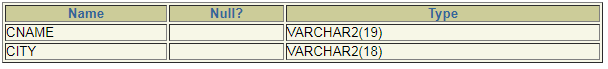 Name Null? Type
CNAME VARCHAR2(19)
CITY VARCHAR2(18)